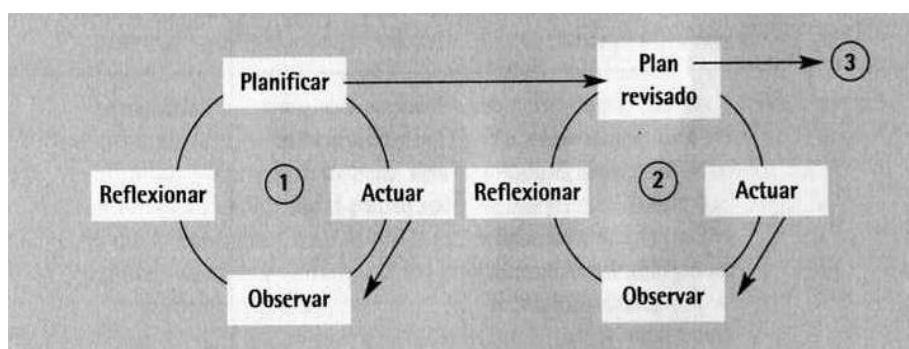 Planificar
Plan
revisado
3
Reflexionar
1
Actuar
Reflexionar
2
Actuar
Observar
Observar